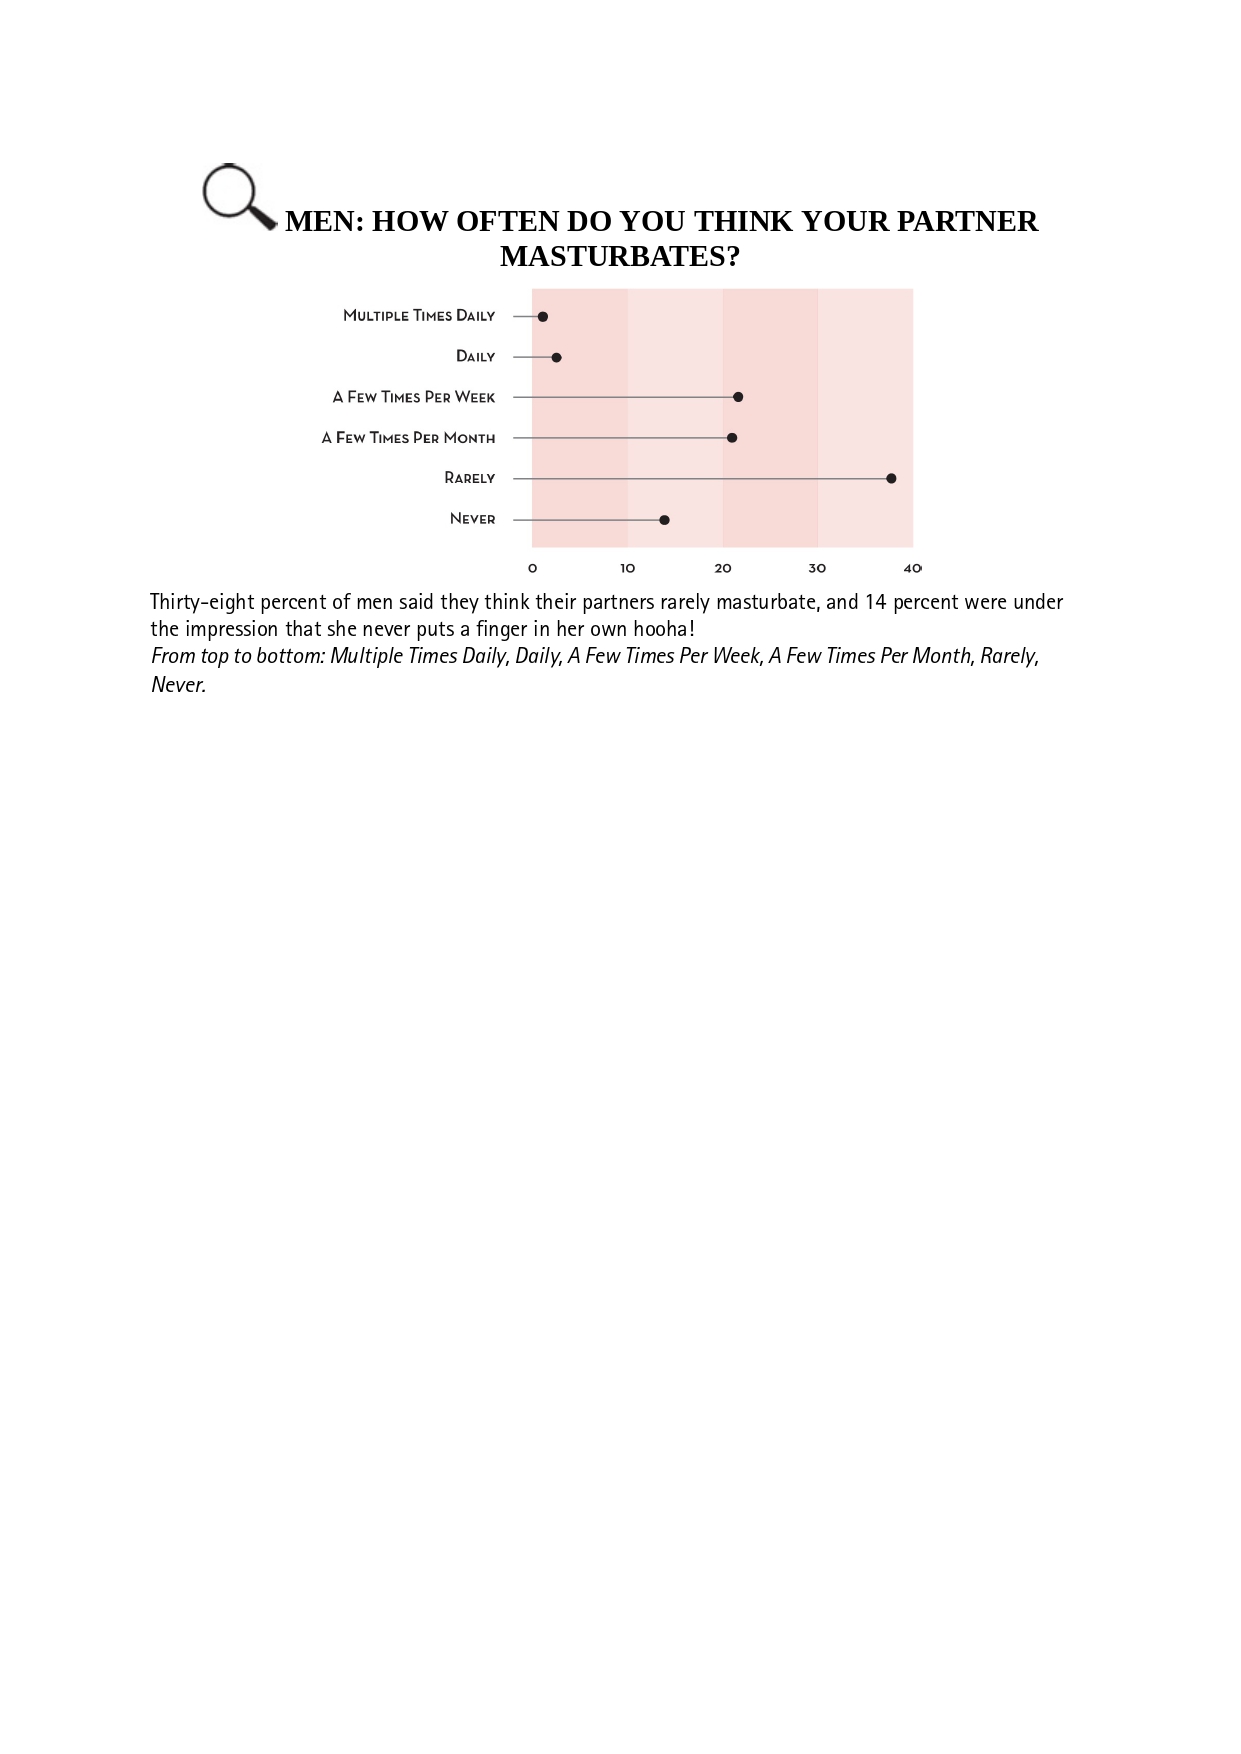 MEN: HOW OFTEN DO YOU THINK YOUR PARTNER
MASTURBATES?
MULTIPLE TIMES DAILY
DAILY
A FEW TIMES PER WEEK
A FEW TIMES PER MONTH
RARELY
NEVER
0 10 20 30 40
Thirty-eight percent of men said they think their partners rarely masturbate, and 14 percent were under
the impression that she never puts a finger in her own hooha!
From top to bottom: Multiple Times Daily, Daily, A Few Times Per Week, A Few Times Per Month, Rarely,
Never.